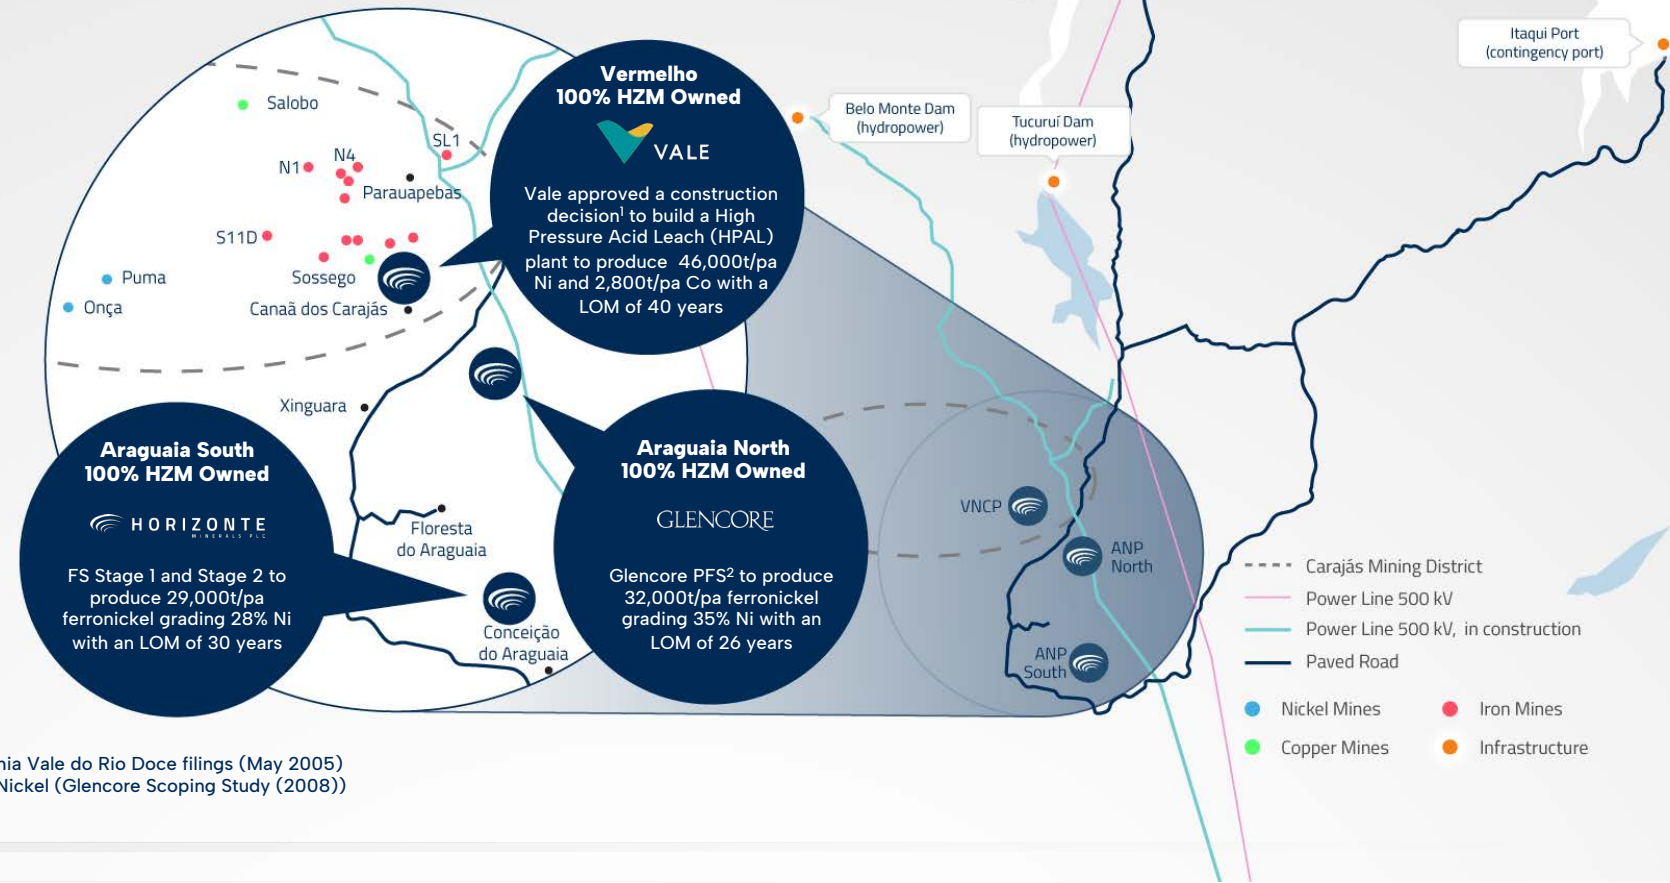 Vermelho
100% HZM Owned
VALE
Vale approved a construction
decision¹ to build a High
Pressure Acid Leach (HPAL)
plant to produce 46,000t/pa
Ni and 2,800t/pa Co with a
LOM of 40 years
Salobo
SL1
N4
N1
Parauapebas
S11D
Puma
Sossego
Onça
Canaã dos Carajás
Xinguara
Araguaia South
100% HZM Owned
HORIZONTE
MINERALS PLC
FS Stage 1 and Stage 2 to
produce 29,000t/pa
ferronickel grading 28% Ni
with an LOM of 30 years
Floresta
do Araguaia
Conceição
do Araguaia
Araguaia North
100% HZM Owned
GLENCORE
Glencore PFS² to produce
32,000t/pa ferronickel
grading 35% Ni with an
LOM of 26 years
Belo Monte Dam
(hydropower)
Tucuruí Dam
(hydropower)
Itaqui Port
(contingency port)
VNCP
ANP
North
ANP
South
Carajás Mining District
Power Line 500 kV
Power Line 500 kV, in construction
Paved Road
Nickel Mines
Iron Mines
Copper Mines
Infrastructure
nia Vale do Rio Doce filings (May 2005)
Nickel (Glencore Scoping Study (2008))